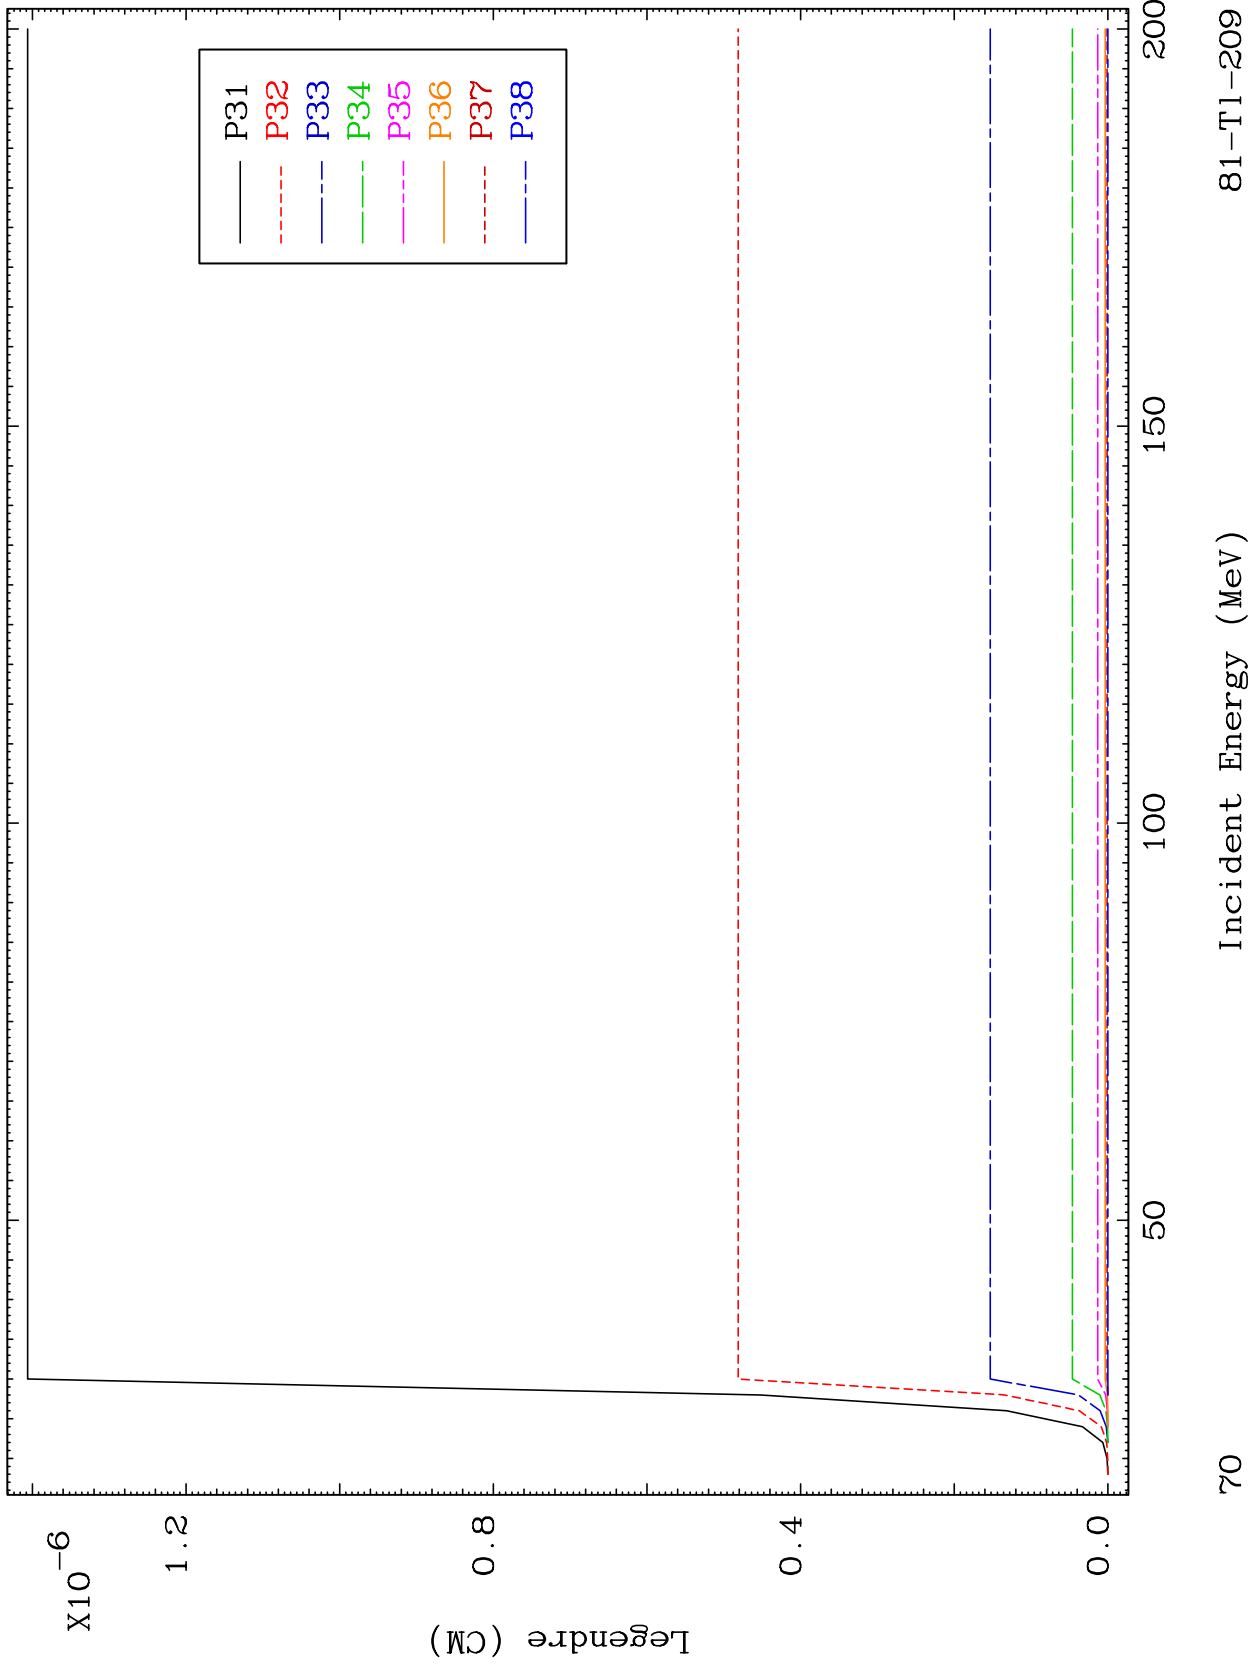 X10-6
1.2
0.8
0.4
0.0
Legendre (CM)
P31
P32
P33
P34
P35
P36
P37
P38
50
100
150
200
Incident Energy (MeV)
70
81-Tl-209